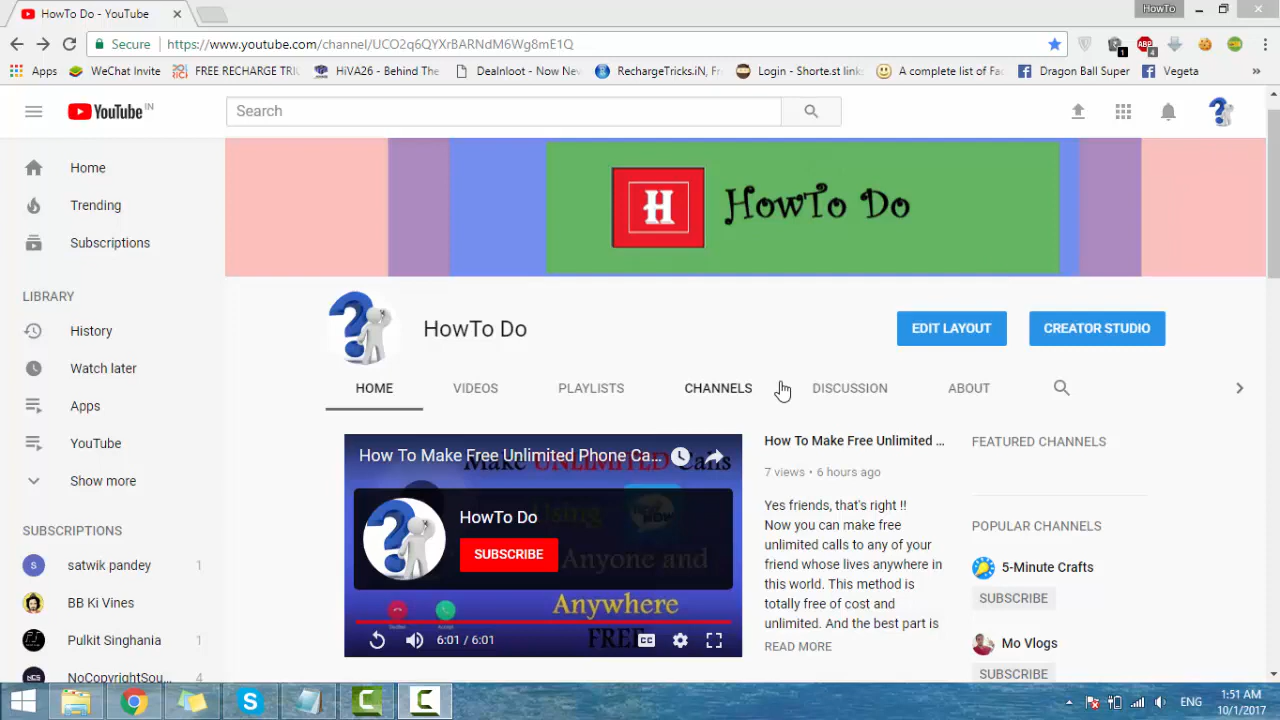 HowTo Do - YouTube
HowTo
Secure
https://www.youtube.com/channel/UCO2q6QYXrBARNdM6Wg8mE1Q
Apps
WeChat Invite
FREE RECHARGE TRI
HiVA26 - Behind The
Dealnloot - Now New
RechargeTricks.iN, Fr
Login - Shorte.st link
A complete list of Fac
Dragon Ball Super
Vegeta
YouTube IN
Search
Home
Trending
Subscriptions
LIBRARY
History
Watch later
Apps
YouTube
Show more
SUBSCRIPTIONS
satwik pandey 1
BB Ki Vines
Pulkit Singhania 1
NoCopyrightSou...
H HowTo Do
HowTo Do
EDIT LAYOUT
CREATOR STUDIO
HOME
VIDEOS
PLAYLISTS
CHANNELS
DISCUSSION
ABOUT
How To Make Free Unlimited Phone Ca...
Make UNLIMITED Calls
Using
HowTo Do
SUBSCRIBE
Anyone and
Anywhere
FREE
6:01 / 6:01
How To Make Free Unlimited ...
7 views • 6 hours ago
Yes friends, that's right !!
Now you can make free
unlimited calls to any of your
friend whose lives anywhere in
this world. This method is
totally free of cost and
unlimited. And the best part is
READ MORE
FEATURED CHANNELS
POPULAR CHANNELS
5-Minute Crafts
SUBSCRIBE
Mo Vlogs
SUBSCRIBE
ENG
1:51 AM
10/1/2017